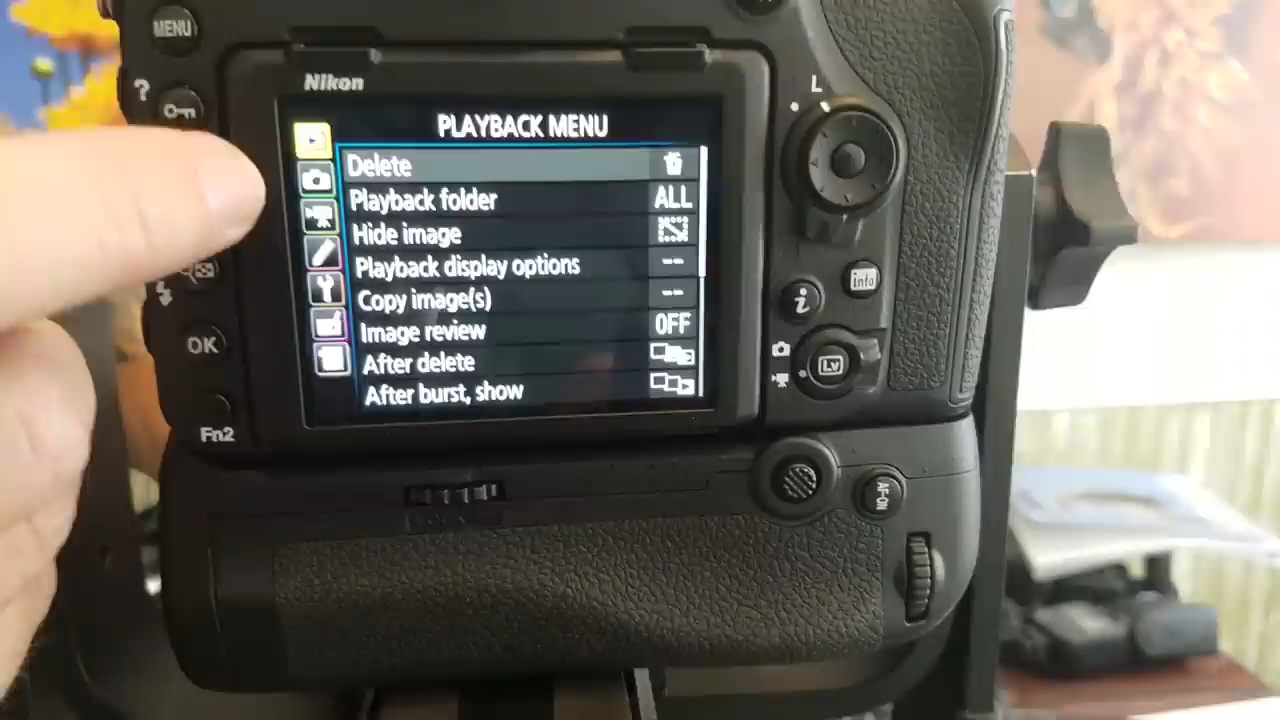 MENU
?
Nikon
L
PLAYBACK MENU
Delete
Playback folder ALL
Hide image
Playback display options --
Copy image(s) --
Image review OFF
After delete
After burst, show
info
i
OK
Lv
Fn2
AF-ON